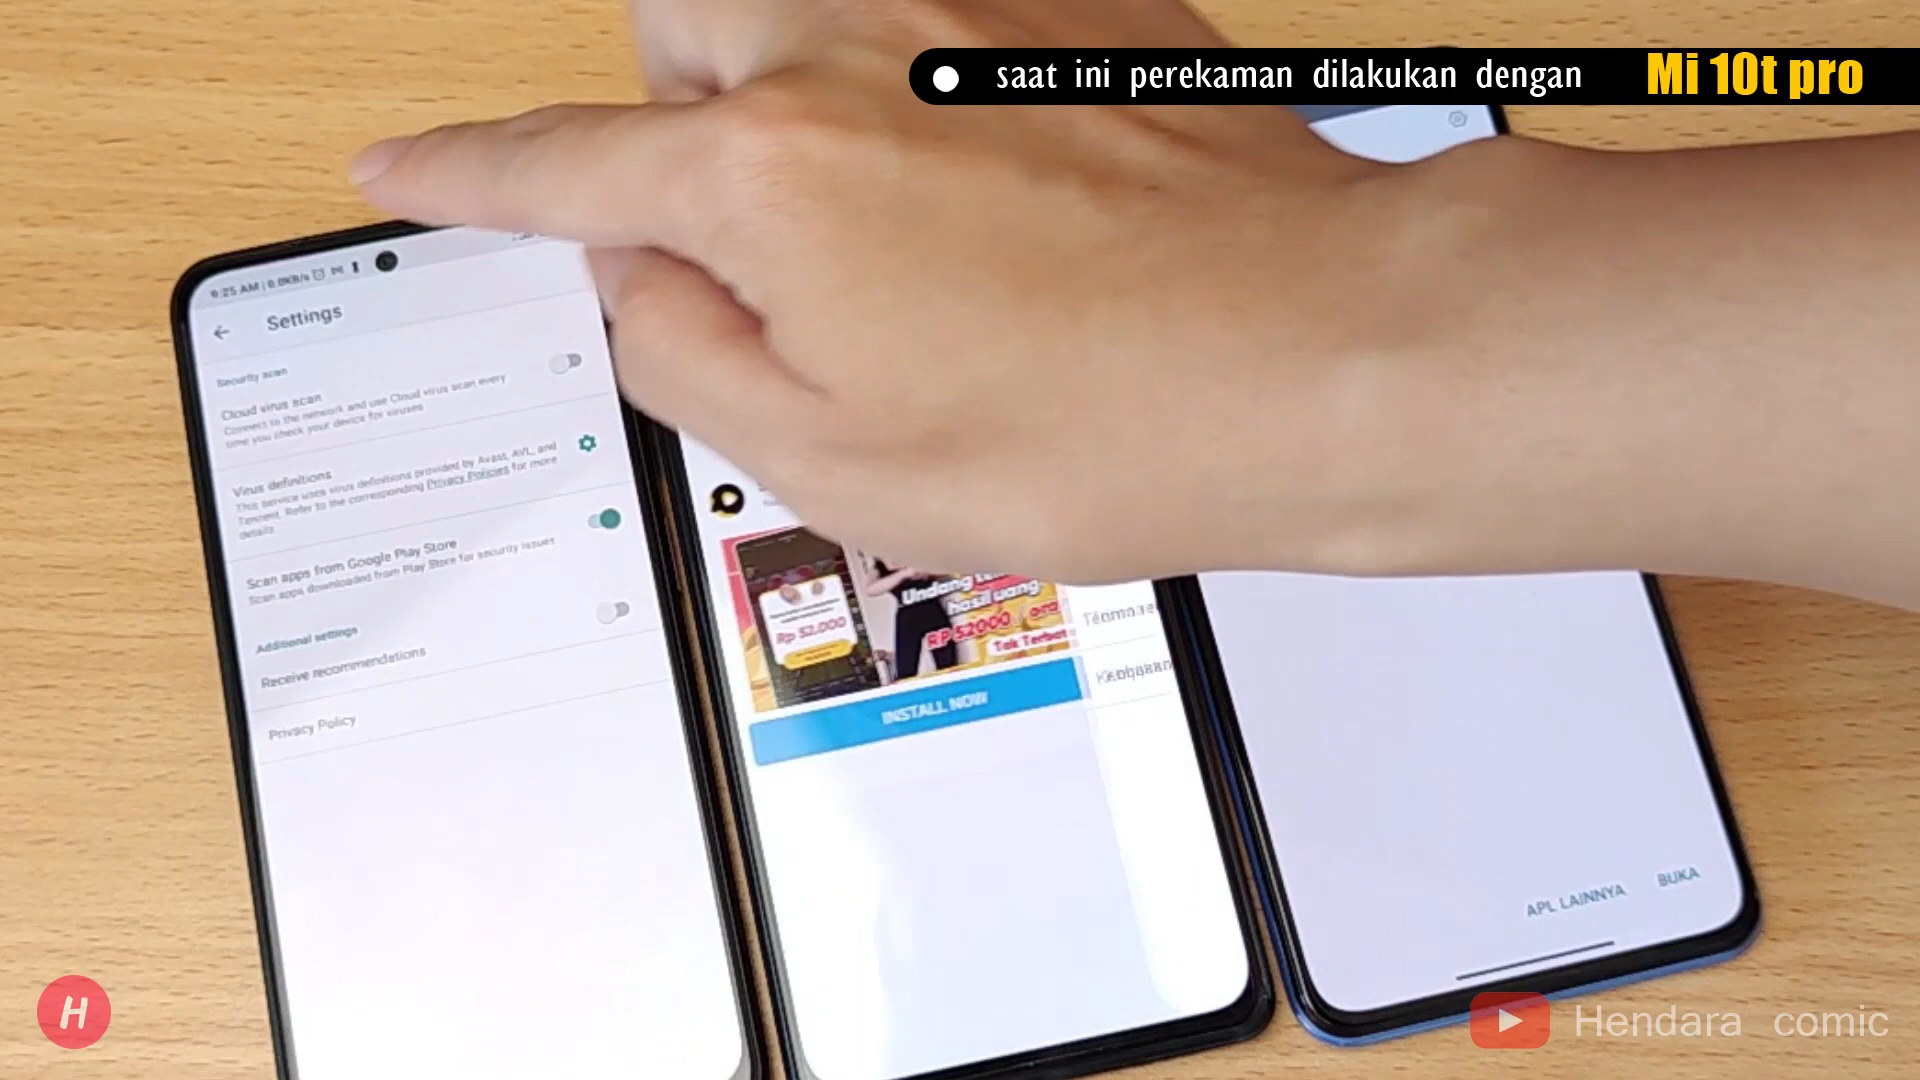 saat ini perekaman dilakukan dengan Mi 10t pro
9:25 AM | 0.0KB/s
Settings
Security scan
Cloud virus scan
Connect to the network and use Cloud virus scan every
time you check your device for viruses
Virus definitions
This service uses virus definitions provided by Avast, AVL, and
Tencent. Refer to the corresponding Privacy Policies for more
details.
Scan apps from Google Play Store
Scan apps downloaded from Play Store for security issues
Additional settings
Receive recommendations
Privacy Policy
Undang
hasil uang
RP 52000 /
Tak Terbat
Rp 52.000
INSTALL NOW
APL LAINNYA BUKA
H
Hendara comic